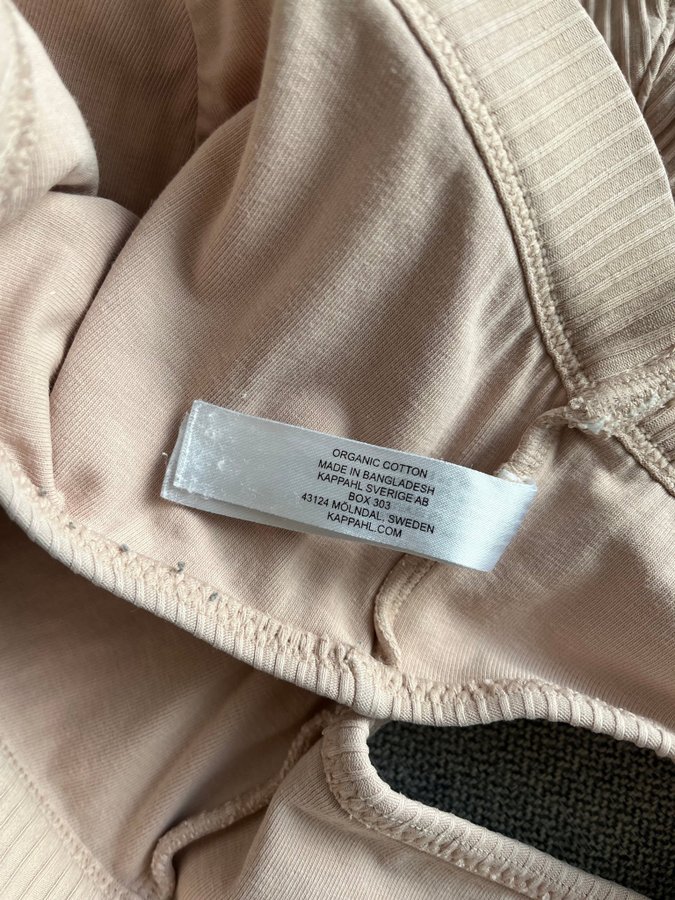 ORGANIC COTTON
MADE IN BANGLADESH
KAPPAHL SVERIGE AB
BOX 303
43124 MÖLNDAL, SWEDEN
KAPPAHL.COM